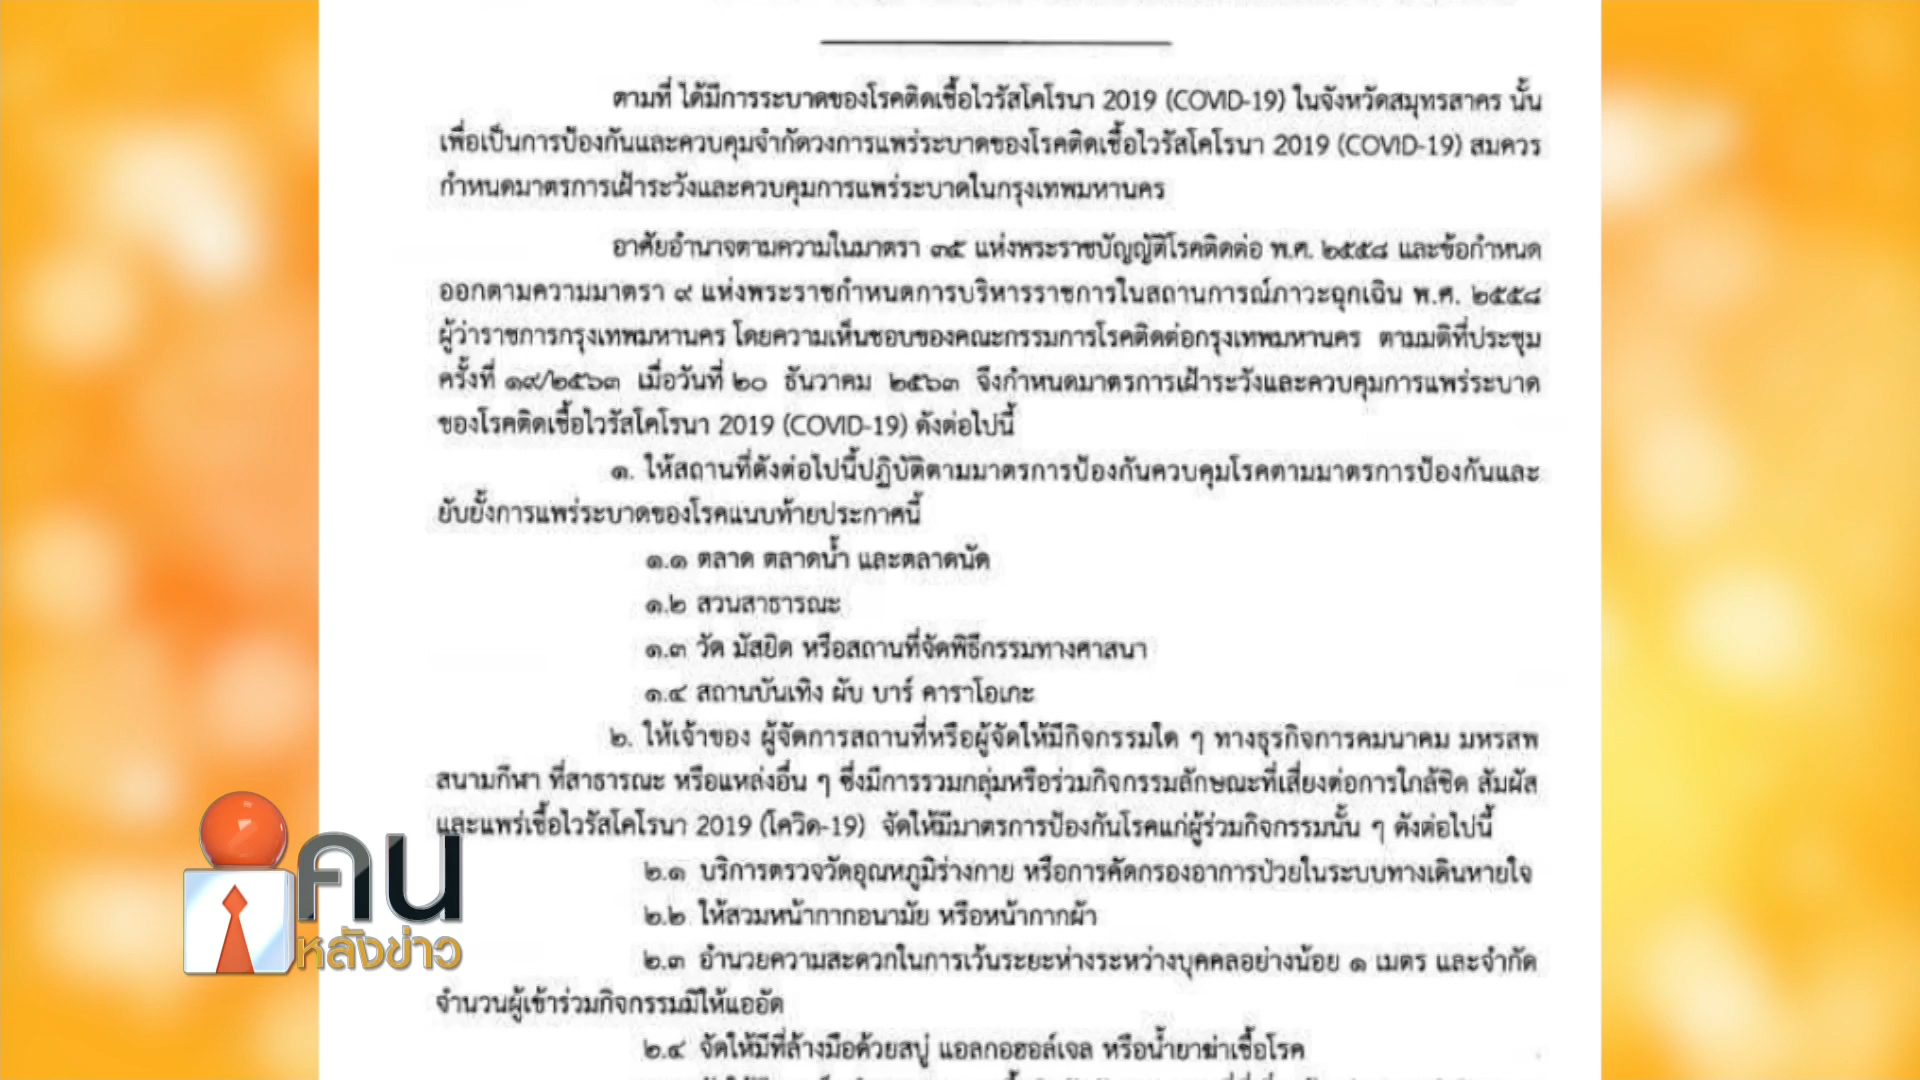 ตามที่ ได้มีการระบาดของโรคติดเชื้อไวรัสโคโรนา 2019 (COVID-19) ในจังหวัดสมุทรสาคร นั้น
เพื่อเป็นการป้องกันและควบคุมจำกัดวงการแพร่ระบาดของโรคติดเชื้อไวรัสโคโรนา 2019 (COVID-19) สมควร
กำหนดมาตรการเฝ้าระวังและควบคุมการแพร่ระบาดในกรุงเทพมหานคร
อาศัยอำนาจตามความในมาตรา ๓๕ แห่งพระราชบัญญัติโรคติดต่อ พ.ศ. ๒๕๕๘ และข้อกำหนด
ออกตามความมาตรา ๙ แห่งพระราชกำหนดการบริหารราชการในสถานการณ์ภาวะฉุกเฉิน พ.ศ. ๒๕๕๘
ผู้ว่าราชการกรุงเทพมหานคร โดยความเห็นชอบของคณะกรรมการโรคติดต่อกรุงเทพมหานคร ตามมติที่ประชุม
ครั้งที่ ๑๙/๒๕๖๓ เมื่อวันที่ ๒๐ ธันวาคม ๒๕๖๓ จึงกำหนดมาตรการเฝ้าระวังและควบคุมการแพร่ระบาด
ของโรคติดเชื้อไวรัสโคโรนา 2019 (COVID-19) ดังต่อไปนี้
๑. ให้สถานที่ดังต่อไปนี้ปฏิบัติตามมาตรการป้องกันควบคุมโรคตามมาตรการป้องกันและ
ยับยั้งการแพร่ระบาดของโรคแนบท้ายประกาศนี้
๑.๑ ตลาด ตลาดน้ำ และตลาดนัด
๑.๒ สวนสาธารณะ
๑.๓ วัด มัสยิด หรือสถานที่จัดพิธีกรรมทางศาสนา
๑.๔ สถานบันเทิง ผับ บาร์ คาราโอเกะ
๒. ให้เจ้าของ ผู้จัดการสถานที่หรือผู้จัดให้มีกิจกรรมใด ๆ ทางธุรกิจการคมนาคม มหรสพ
สนามกีฬา ที่สาธารณะ หรือแหล่งอื่น ๆ ซึ่งมีการรวมกลุ่มหรือร่วมกิจกรรมลักษณะที่เสี่ยงต่อการใกล้ชิด สัมผัส
และแพร่เชื้อไวรัสโคโรนา 2019 (โควิด-19) จัดให้มีมาตรการป้องกันโรคแก่ผู้ร่วมกิจกรรมนั้น ๆ ดังต่อไปนี้
๒.๑ บริการตรวจวัดอุณหภูมิร่างกาย หรือการคัดกรองอาการป่วยในระบบทางเดินหายใจ
๒.๒ ให้สวมหน้ากากอนามัย หรือหน้ากากผ้า
๒.๓ อำนวยความสะดวกในการเว้นระยะห่างระหว่างบุคคลอย่างน้อย ๑ เมตร และจำกัด
จำนวนผู้เข้าร่วมกิจกรรมมิให้แออัด
๒.๔ จัดให้มีที่ล้างมือด้วยสบู่ แอลกอฮอล์เจล หรือน้ำยาฆ่าเชื้อโรค
คน
หลังข่าว